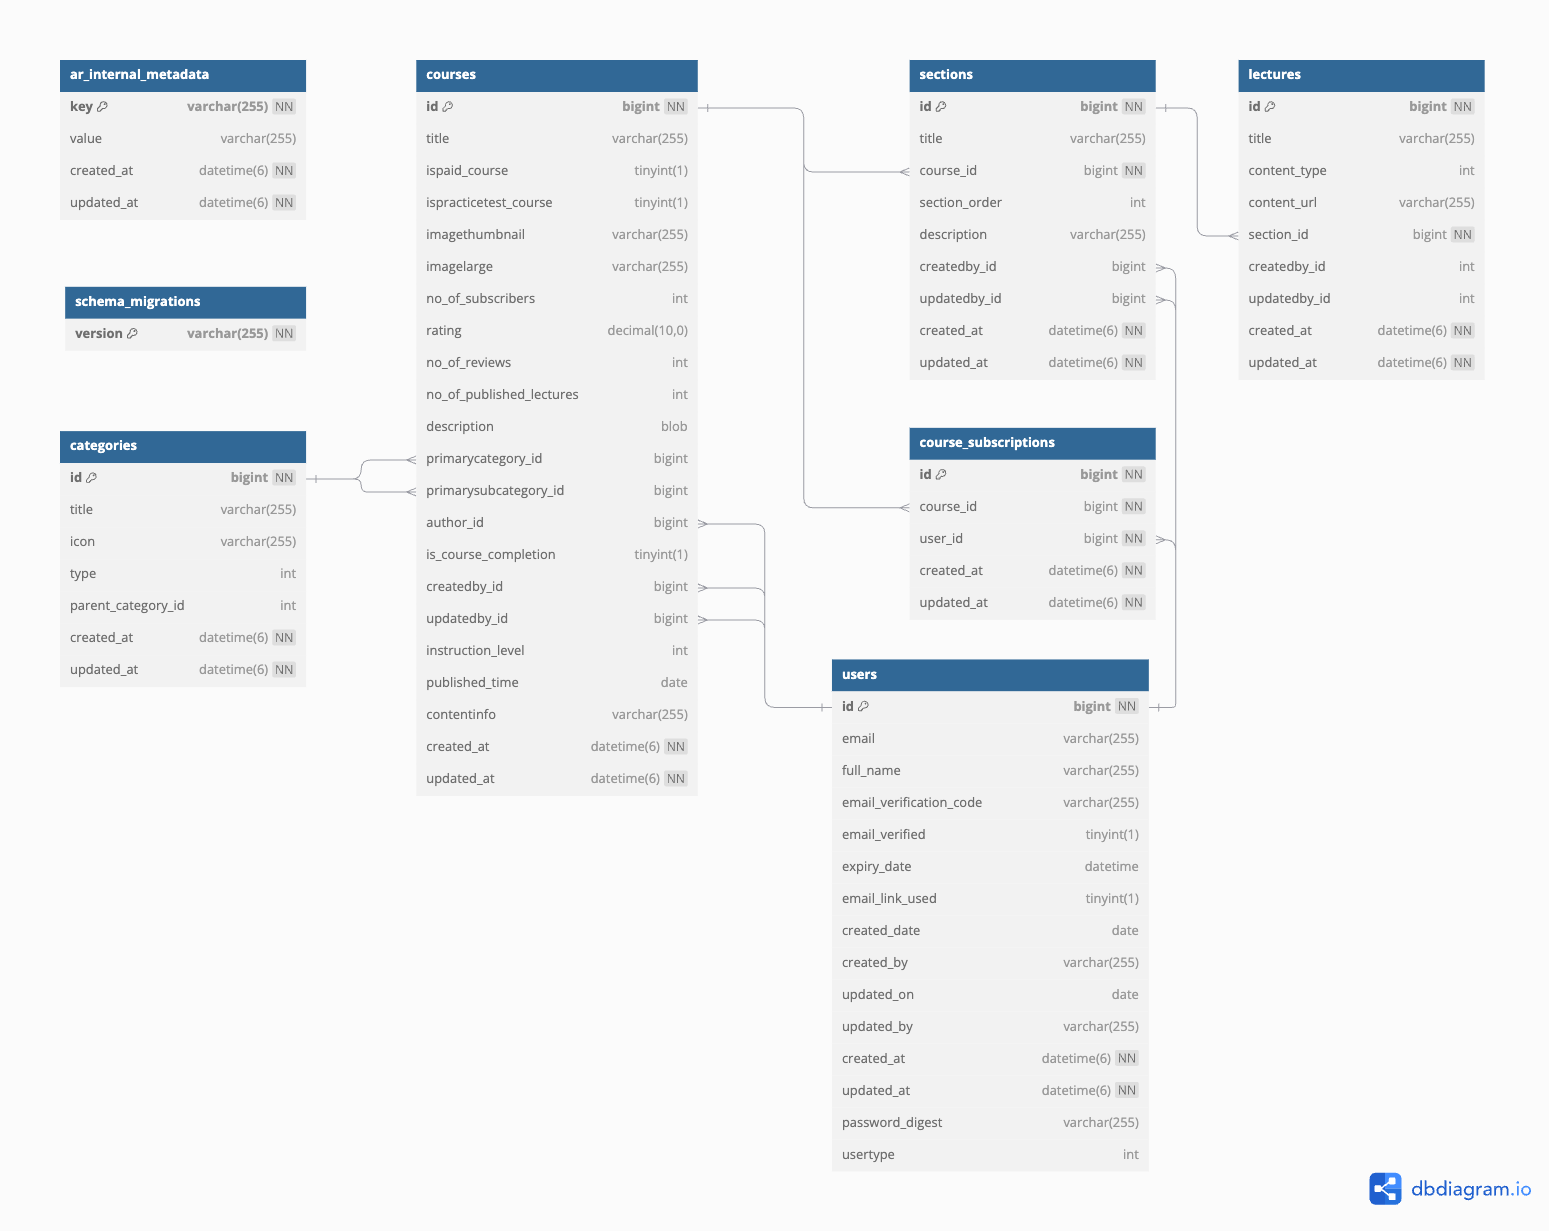 ar_internal_metadata
key varchar(255) NN
value varchar(255)
created_at datetime(6) NN
updated_at datetime(6) NN
schema_migrations
version varchar(255) NN
categories
id bigint NN
title varchar(255)
icon varchar(255)
type int
parent_category_id int
created_at datetime(6) NN
updated_at datetime(6) NN
courses
id bigint NN
title varchar(255)
ispaid_course tinyint(1)
ispracticetest_course tinyint(1)
imagethumbnail varchar(255)
imagelarge varchar(255)
no_of_subscribers int
rating decimal(10,0)
no_of_reviews int
no_of_published_lectures int
description blob
primarycategory_id bigint
primarysubcategory_id bigint
author_id bigint
is_course_completion tinyint(1)
createdby_id bigint
updatedby_id bigint
instruction_level int
published_time date
contentinfo varchar(255)
created_at datetime(6) NN
updated_at datetime(6) NN
sections
id bigint NN
title varchar(255)
course_id bigint NN
section_order int
description varchar(255)
createdby_id bigint
updatedby_id bigint
created_at datetime(6) NN
updated_at datetime(6) NN
lectures
id bigint NN
title varchar(255)
content_type int
content_url varchar(255)
section_id bigint NN
createdby_id int
updatedby_id int
created_at datetime(6) NN
updated_at datetime(6) NN
course_subscriptions
id bigint NN
course_id bigint NN
user_id bigint NN
created_at datetime(6) NN
updated_at datetime(6) NN
users
id bigint NN
email varchar(255)
full_name varchar(255)
email_verification_code varchar(255)
email_verified tinyint(1)
expiry_date datetime
email_link_used tinyint(1)
created_date date
created_by varchar(255)
updated_on date
updated_by varchar(255)
created_at datetime(6) NN
updated_at datetime(6) NN
password_digest varchar(255)
usertype int
dbdiagram.io